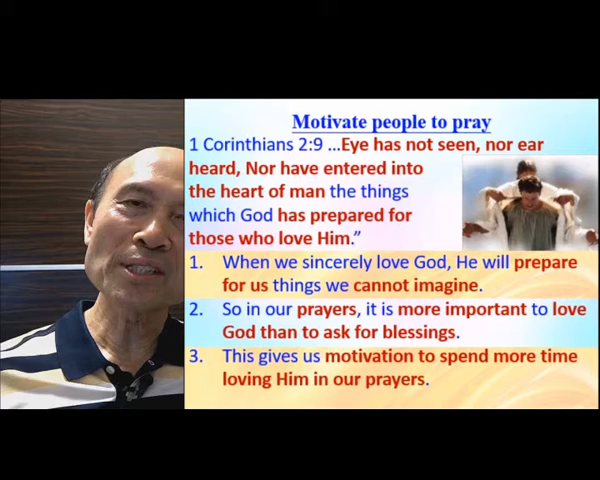 Motivate people to pray
1 Corinthians 2:9 ...Eye has not seen, nor ear
heard, Nor have entered into
the heart of man the things
which God has prepared for
those who love Him.”
1. When we sincerely love God, He will prepare
for us things we cannot imagine.
2. So in our prayers, it is more important to love
God than to ask for blessings.
3. This gives us motivation to spend more time
loving Him in our prayers.